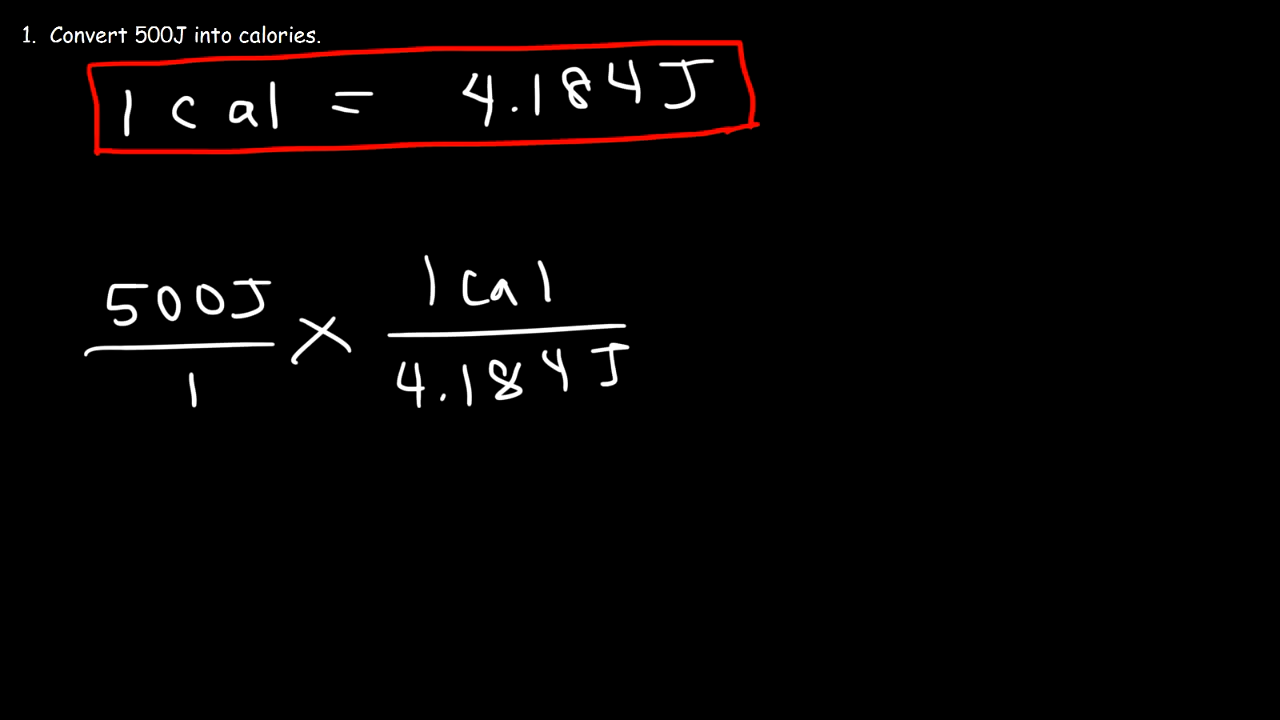 1. Convert 500J into calories.
1 cal = 4.184 J
500J / 1 × 1 cal / 4.184 J